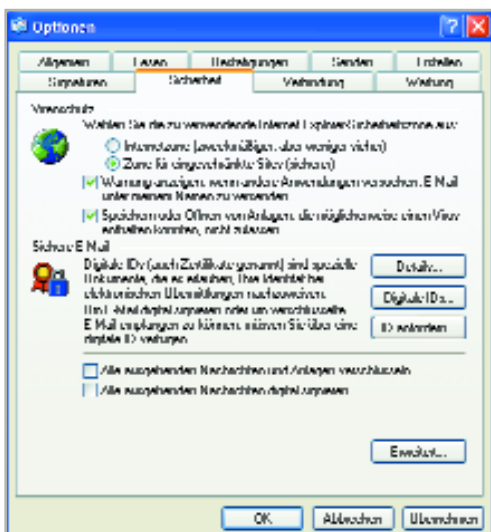 Optionen
Allgemein Lesen Bestätigungen Senden Erstellen
Signaturen Sicherheit Verbindung Wartung
Virenschutz
Wählen Sie die zu verwendende Internet Explorer-Sicherheitszone aus:
Internetzone (zweckmäßiger, aber weniger sicher)
Zone für eingeschränkte Sites (sicherer)
Warnung anzeigen, wenn andere Anwendungen versuchen, E-Mail
unter meinem Namen zu versenden
Speichern oder Öffnen von Anlagen, die möglicherweise einen Virus
enthalten könnten, nicht zulassen
Sichere E-Mail
Digitale IDs (auch Zertifikate genannt) sind spezielle
Dokumente, die es erlauben, Ihre Identität bei
elektronischen Übermittlungen nachzuweisen.
Details...
Um E-Mail digital signieren oder um verschlüsselte
E-Mail empfangen zu können, müssen Sie über eine
digitale ID verfügen.
Digitale IDs...
ID anfordern
Alle ausgehenden Nachrichten und Anlagen verschlüsseln
Alle ausgehenden Nachrichten digital signieren
Erweitert...
OK Abbrechen Übernehmen